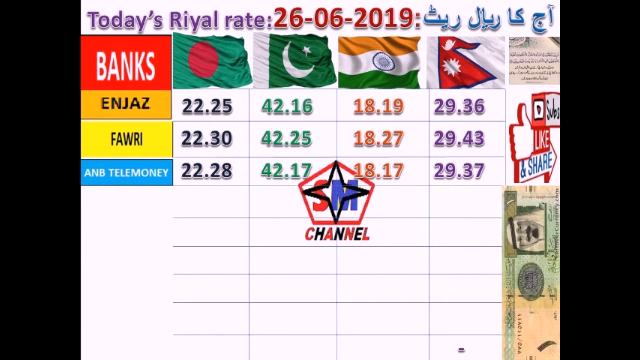 Today's Riyal rate:26-06-2019:آج کا ریال ریٹ
BANKS
ENJAZ 22.25 42.16 18.19 29.36
FAWRI 22.30 42.25 18.27 29.43
ANB TELEMONEY 22.28 42.17 18.17 29.37
Subs
LIKE
& SHARE
SM
CHANNEL